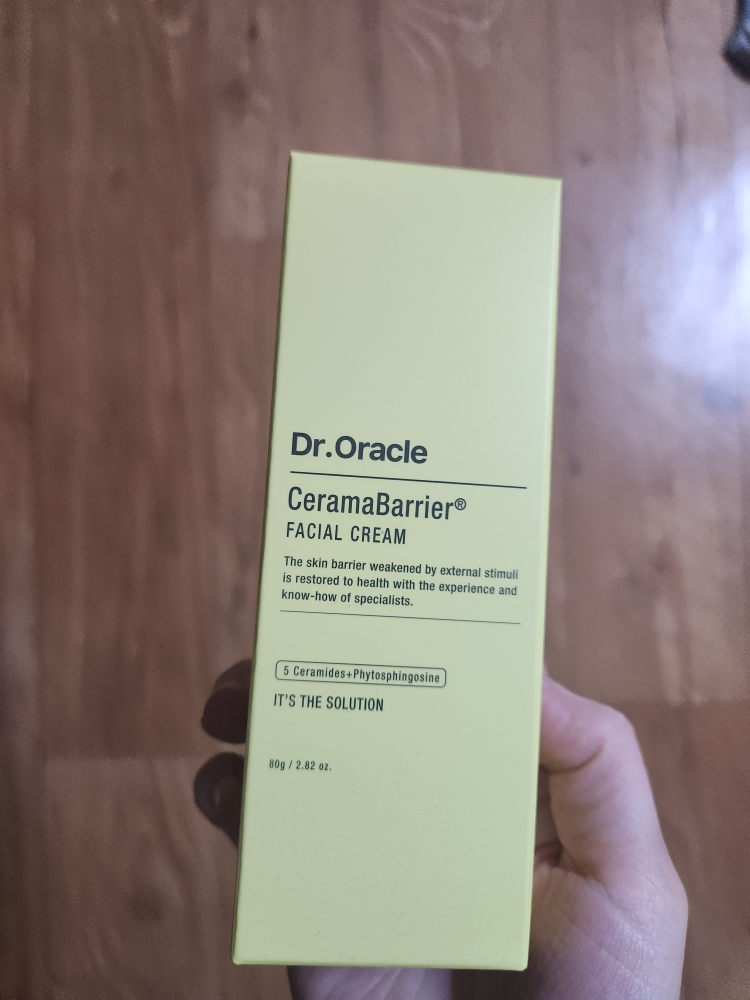 Dr.Oracle
CeramaBarrier®
FACIAL CREAM
The skin barrier weakened by external stimuli
is restored to health with the experience and
know-how of specialists.
5 Ceramides+Phytosphingosine
IT'S THE SOLUTION
80g / 2.82 oz.